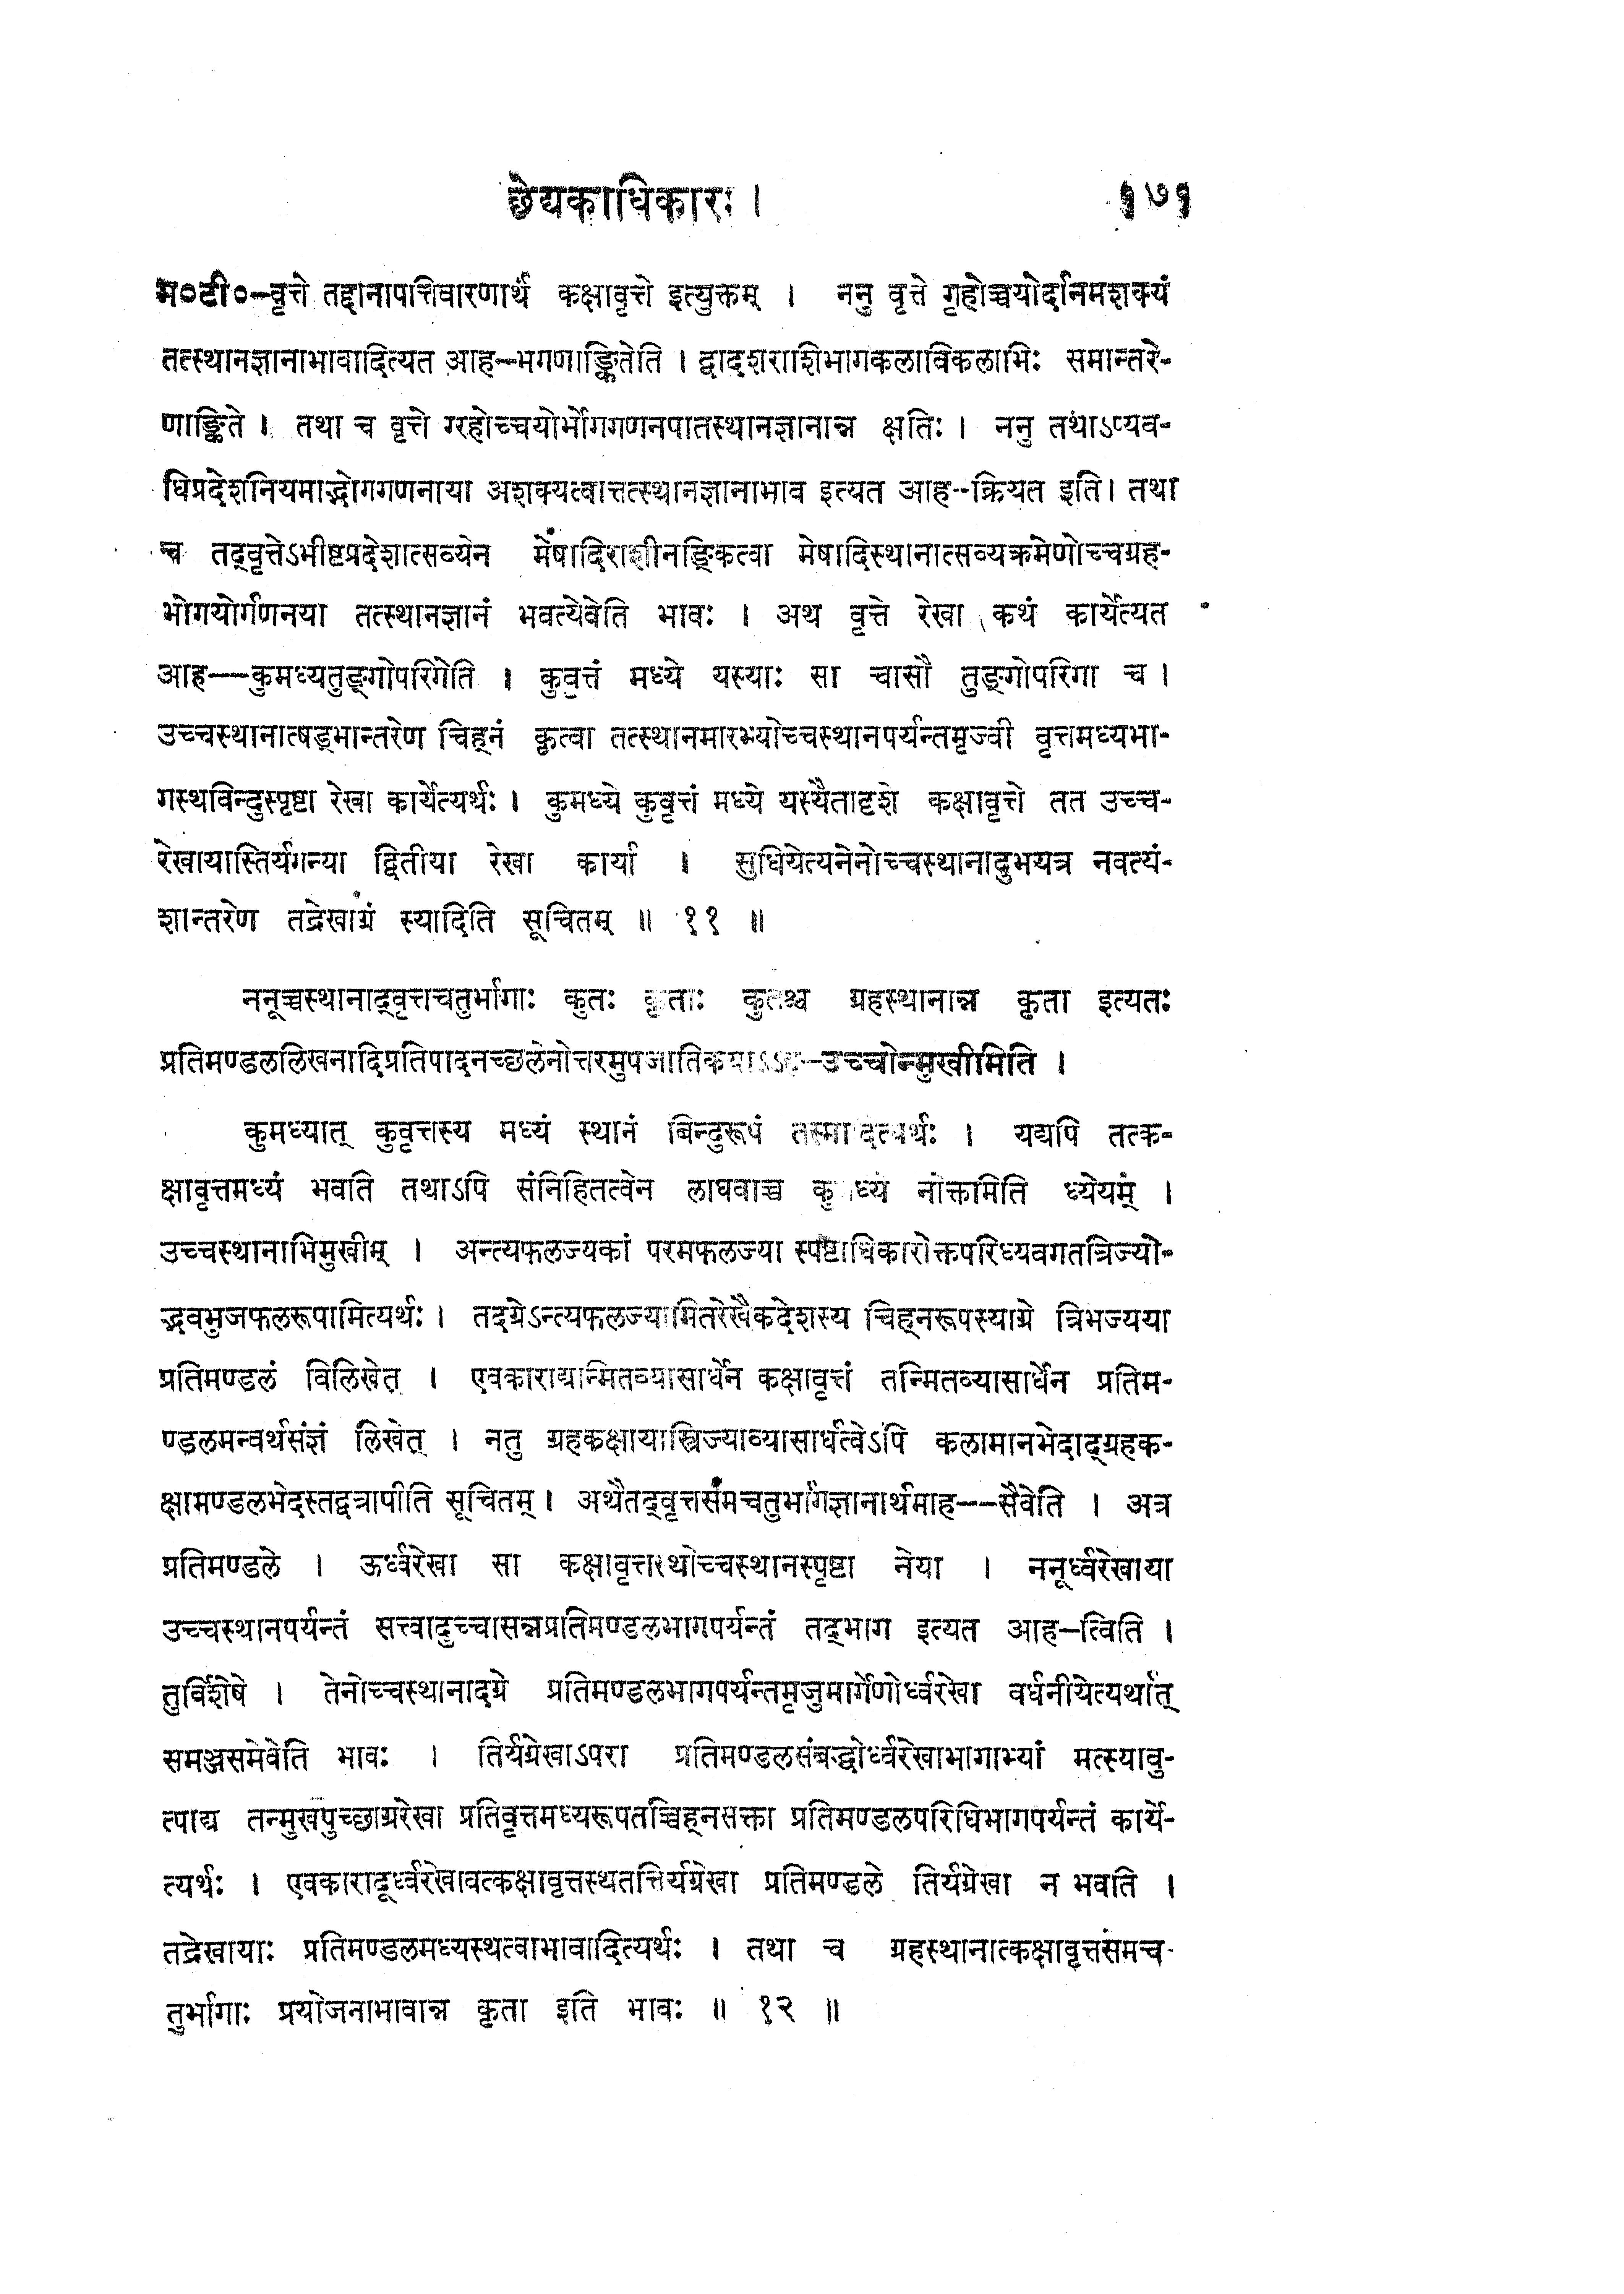 छेद्यकाधिकारः । १७१
म०टी०-वृत्ते तद्दानापत्तिवारणार्थ कक्षावृत्ते इत्युक्तम् । ननु वृत्ते गृहोच्चयोर्दानमशक्यं
तत्स्थानज्ञानाभावादित्यत आह-भगणाङ्कितेति । द्वादशराशिभागकलाविकलाभिः समान्तरे-
णाङ्किते । तथा च वृत्ते ग्रहोच्चयोर्भोगगणनपातस्थानज्ञानान्न क्षतिः । ननु तथाऽप्यव-
धिप्रदेशनियमाद्भोगगणनाया अशक्यत्वात्तत्स्थानज्ञानाभाव इत्यत आह--क्रियत इति। तथा
च तद्वृत्तेऽभीष्टप्रदेशात्सव्येन मेषादिराशीनङ्कित्वा मेषादिस्थानात्सव्यक्रमेणोच्चग्रह-
भोगयोर्गणनया तत्स्थानज्ञानं भवत्येवेति भावः । अथ वृत्ते रेखा कथं कार्येत्यत
आह—कुमध्यतुङ्गोपरिगेति । कुवृत्तं मध्ये यस्याः सा चासौ तुङ्गोपरिगा च ।
उच्चस्थानात्षड्भान्तरेण चिह्नं कृत्वा तत्स्थानमारभ्योच्चस्थानपर्यन्तमृज्वी वृत्तमध्यभा-
गस्थविन्दुस्पृष्टा रेखा कार्येत्यर्थः । कुमध्ये कुवृत्तं मध्ये यस्यैतादृशे कक्षावृत्ते तत उच्च-
रेखायास्तिर्यगन्या द्वितीया रेखा कार्या । सुधियेत्यनेनोच्चस्थानादुभयत्र नवत्यं-
शान्तरेण तद्रेखाग्रं स्यादिति सूचितम् ॥ ११ ॥
ननूच्चस्थानाद्वृत्तचतुर्भागाः कुतः कृताः कुतश्च ग्रहस्थानान्न कृता इत्यतः
प्रतिमण्डललिखनादिप्रतिपादनच्छलेनोत्तरमुपजातिकयाऽऽह-उच्चोन्मुखीमिति ।
कुमध्यात् कुवृत्तस्य मध्यं स्थानं बिन्दुरूपं तस्मादित्यर्थः । यद्यपि तत्क-
क्षावृत्तमध्यं भवति तथाऽपि संनिहितत्वेन लाघवाच्च नोक्तमिति ध्येयम् ।
उच्चस्थानाभिमुखीम् । अन्त्यफलज्यकां परमफलज्या स्पष्टाधिकारोक्तपरिध्यवगतत्रिज्यो-
द्भवभुजफलरूपामित्यर्थः । तदग्रेऽन्त्यफलज्यामितरेखैकदेशस्य चिह्नरूपस्याग्रे त्रिभज्यया
प्रतिमण्डलं विलिखेत् । एवकाराद्यन्मितव्यासार्धेन कक्षावृत्तं तन्मितव्यासार्धेन प्रतिम-
ण्डलमन्वर्थसंज्ञं लिखेत् । नतु ग्रहकक्षायास्त्रिज्याव्यासार्धत्वेऽपि कलामानभेदाद्ग्रहक-
क्षामण्डलभेदस्तद्वत्रापीति सूचितम् । अथैतद्वृत्तसमचतुर्भागज्ञानार्थमाह--सैवेति । अत्र
प्रतिमण्डले । ऊर्ध्वरेखा सा कक्षावृत्तस्थोच्चस्थानस्पृष्टा नेया । ननूर्ध्वरेखाया
उच्चस्थानपर्यन्तं सत्त्वादुच्चासन्नप्रतिमण्डलभागपर्यन्तं तद्भाग इत्यत आह-त्विति ।
तुर्विशेषे । तेनोच्चस्थानादग्रे प्रतिमण्डलभागपर्यन्तमृजुमार्गेणोर्ध्वरेखा वर्धनीयेत्यर्थात्
समञ्जसमेवेति भावः । तिर्यग्रेखाऽपरा प्रतिमण्डलसंबद्धोर्ध्वरेखाभागाभ्यां मत्स्यावु-
त्पाद्य तन्मुखपुच्छाग्ररेखा प्रतिवृत्तमध्यरूपतच्चिह्नसक्ता प्रतिमण्डलपरिधिभागपर्यन्तं कार्ये-
त्यर्थः । एवकारादूर्ध्वरेखावत्कक्षावृत्तस्थतत्तिर्यग्रेखा प्रतिमण्डले तिर्यग्रेखा न भवति ।
तद्रेखायाः प्रतिमण्डलमध्यस्थत्वाभावादित्यर्थः । तथा च ग्रहस्थानात्कक्षावृत्तसमच-
तुर्भागाः प्रयोजनाभावान्न कृता इति भावः ॥ १२ ॥